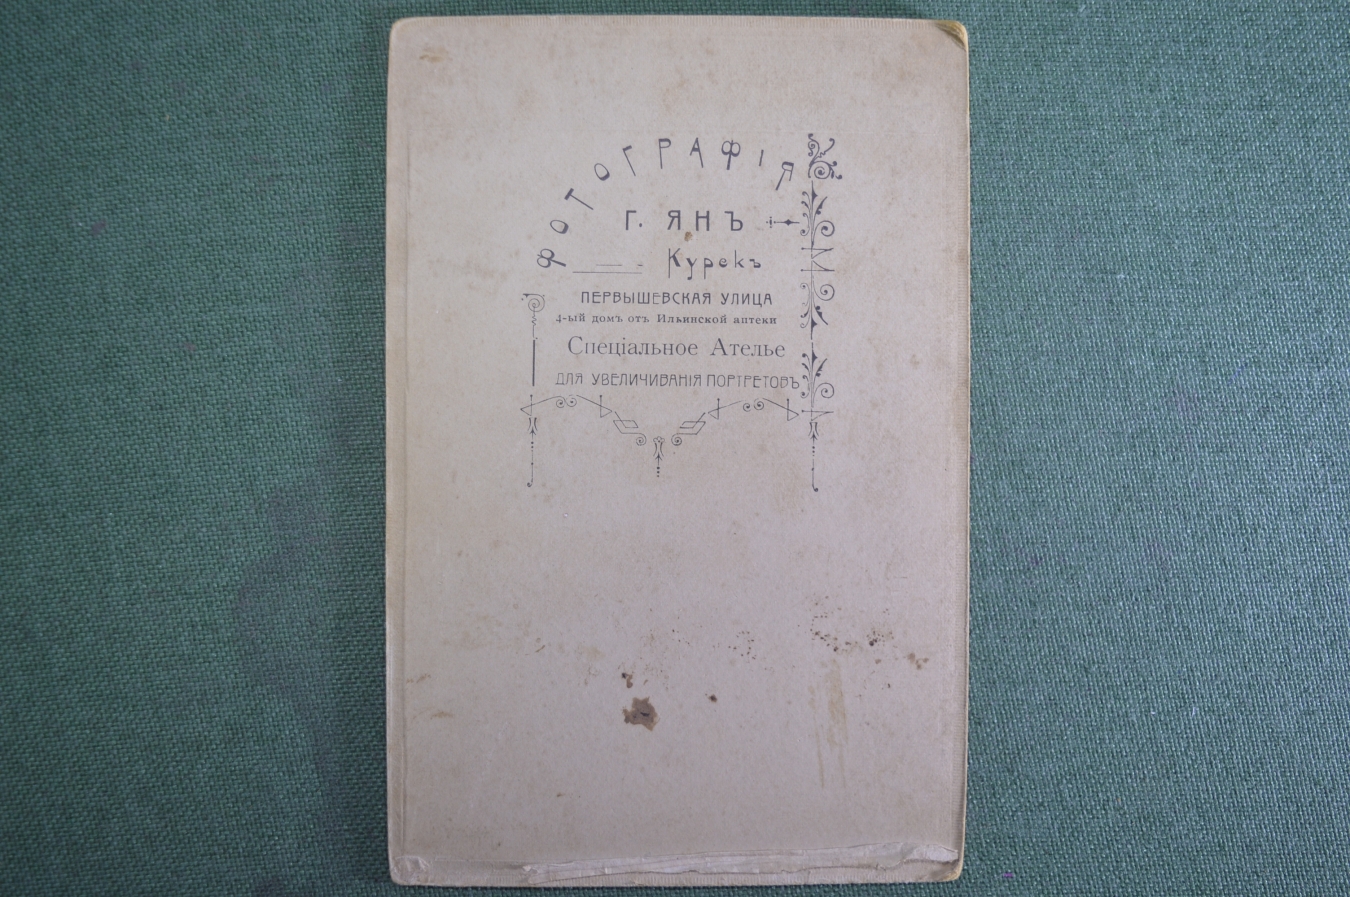 ФОТОГРАФІЯ
Г. ЯНЪ
Курскъ
ПЕРВЫШЕВСКАЯ УЛИЦА
4-ый домъ отъ Ильинской аптеки
Спеціальное Ателье
ДЛЯ УВЕЛИЧИВАНІЯ ПОРТРЕТОВЪ